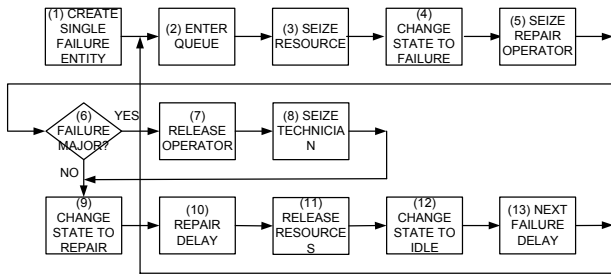 (1) CREATE
SINGLE
FAILURE
ENTITY
(2) ENTER
QUEUE
(3) SEIZE
RESOURCE
(4)
CHANGE
STATE TO
FAILURE
(5) SEIZE
REPAIR
OPERATOR
(6)
FAILURE
MAJOR?
YES
NO
(7)
RELEASE
OPERATOR
(8) SEIZE
TECHNICIA
N
(9)
CHANGE
STATE TO
REPAIR
(10)
REPAIR
DELAY
(11)
RELEASE
RESOURCE
S
(12)
CHANGE
STATE TO
IDLE
(13) NEXT
FAILURE
DELAY